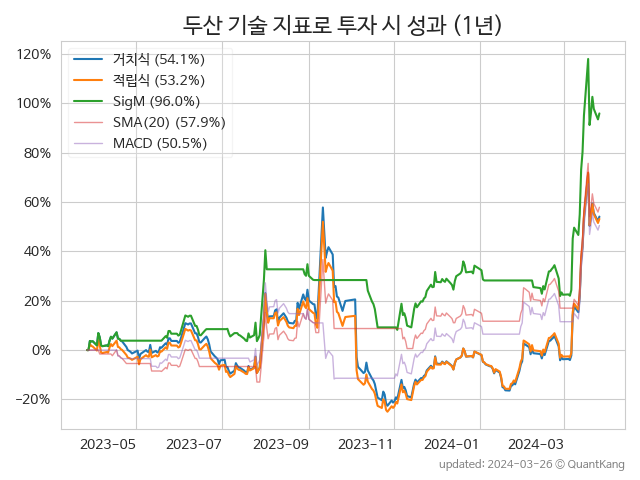 두산 기술 지표로 투자 시 성과 (1년)
거치식 (54.1%)
적립식 (53.2%)
SigM (96.0%)
SMA(20) (57.9%)
MACD (50.5%)
120%
100%
80%
60%
40%
20%
0%
−20%
2023-05 2023-07 2023-09 2023-11 2024-01 2024-03
updated: 2024-03-26 © QuantKang